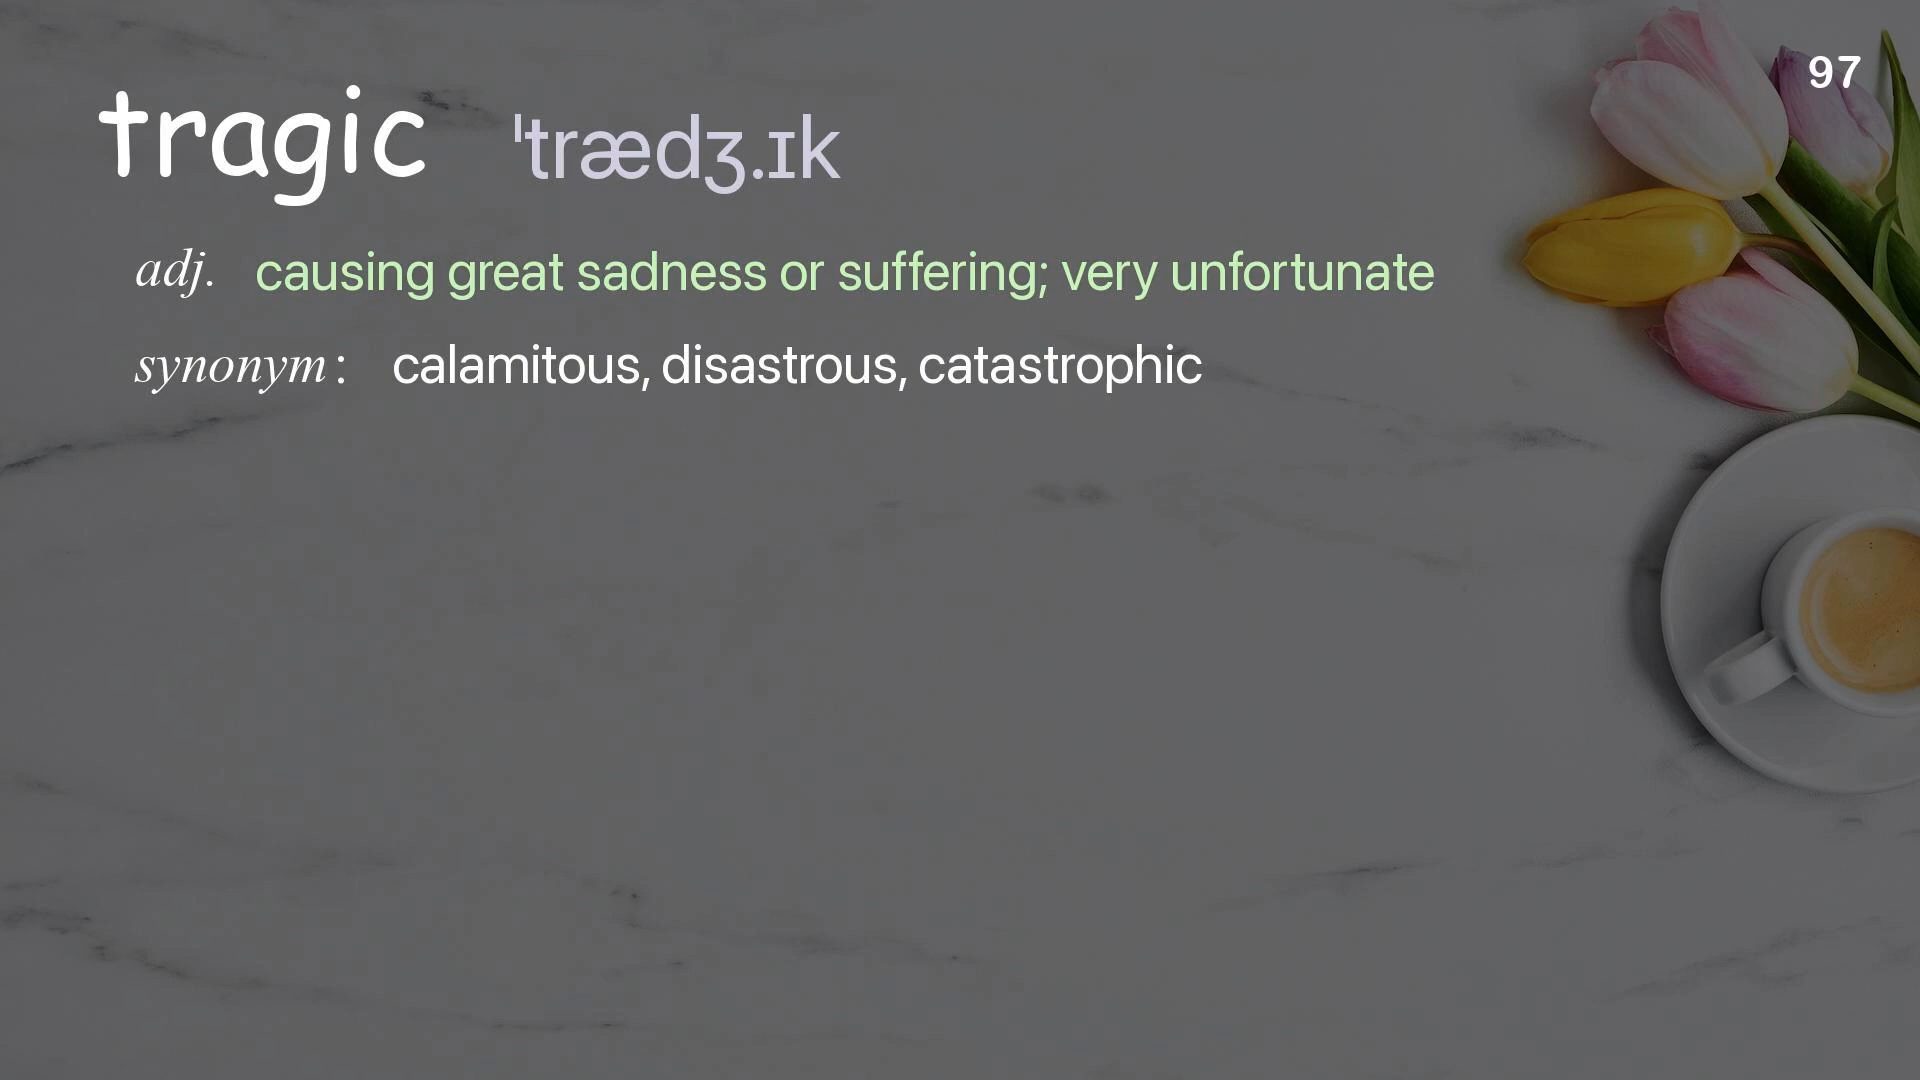 97
tragic ˈtrædʒ.ɪk
adj. causing great sadness or suffering; very unfortunate
synonym : calamitous, disastrous, catastrophic